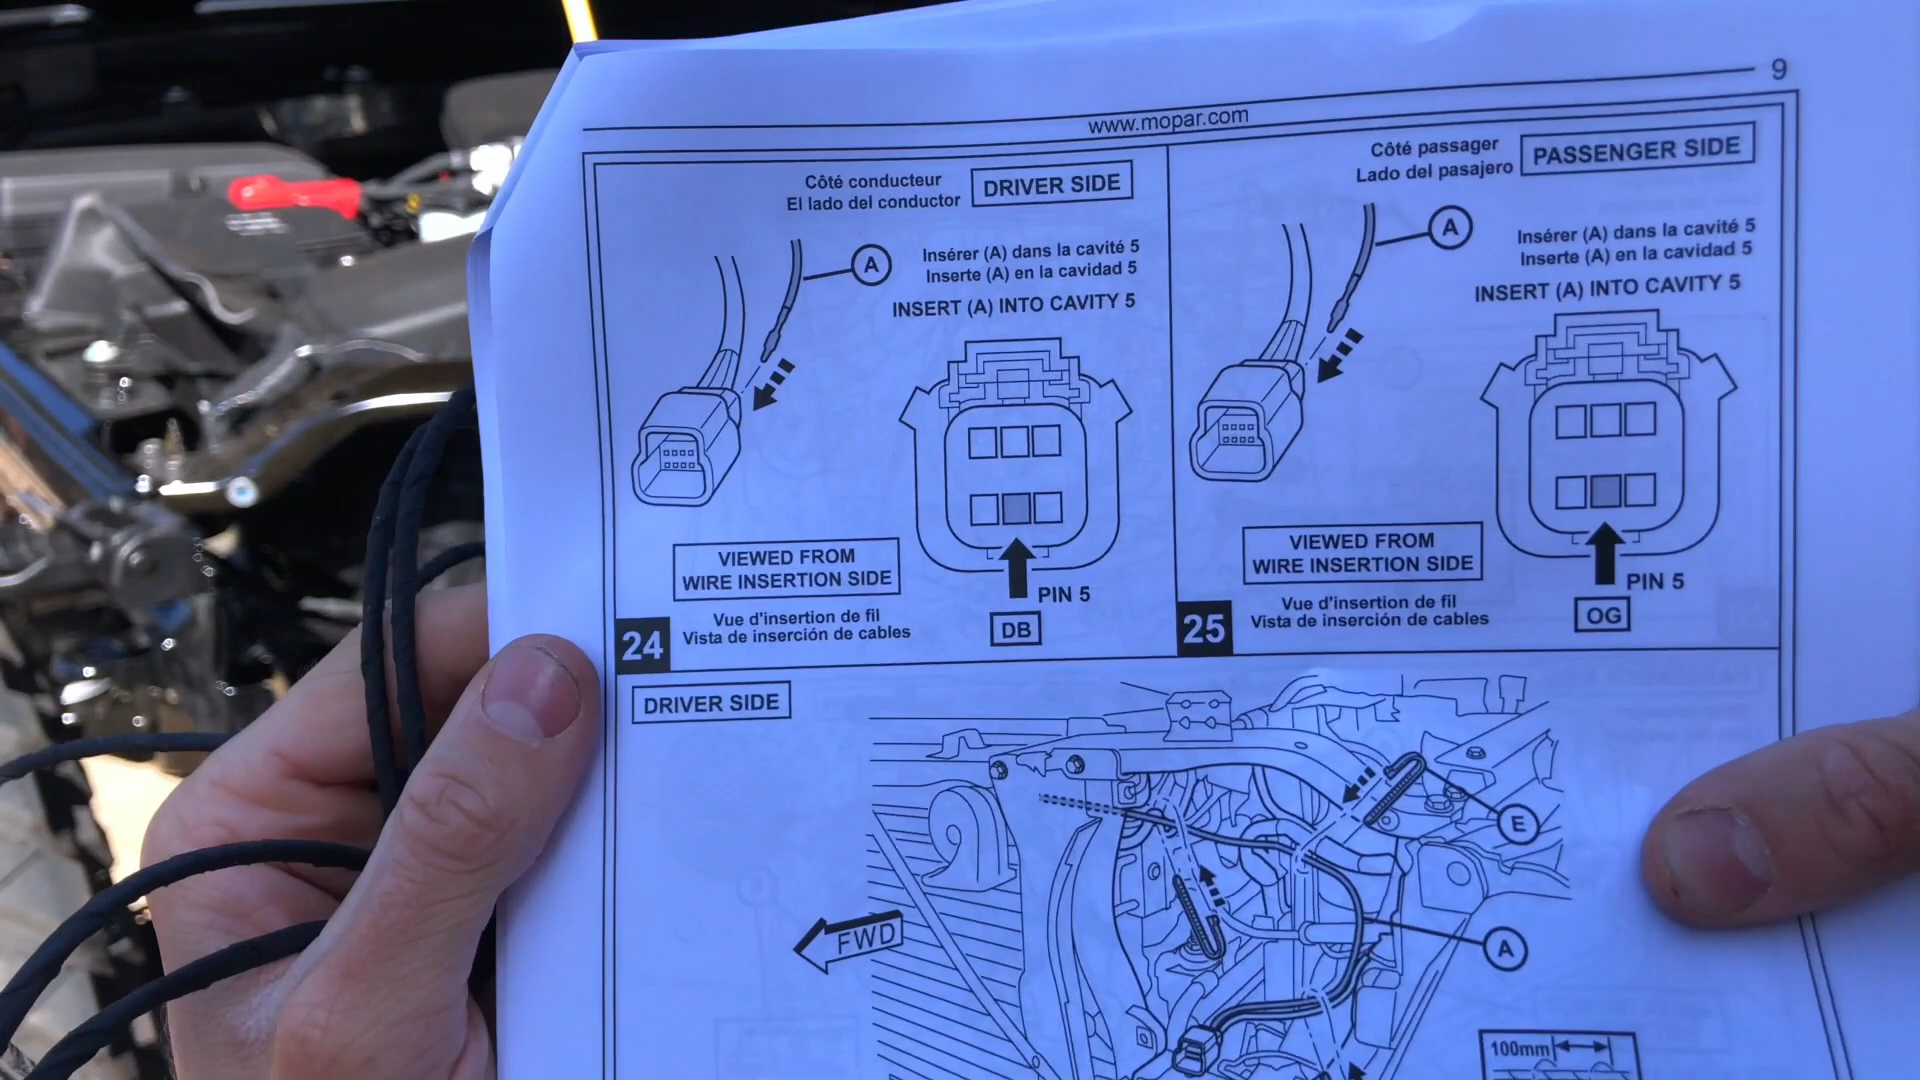 9
www.mopar.com
Côté conducteur
El lado del conductor
DRIVER SIDE
A
Insérer (A) dans la cavité 5
Inserte (A) en la cavidad 5
INSERT (A) INTO CAVITY 5
VIEWED FROM
WIRE INSERTION SIDE
Vue d'insertion de fil
Vista de inserción de cables
PIN 5
DB
24
Côté passager
Lado del pasajero
PASSENGER SIDE
A
Insérer (A) dans la cavité 5
Inserte (A) en la cavidad 5
INSERT (A) INTO CAVITY 5
VIEWED FROM
WIRE INSERTION SIDE
Vue d'insertion de fil
Vista de inserción de cables
PIN 5
OG
25
DRIVER SIDE
E
FWD
A
100mm